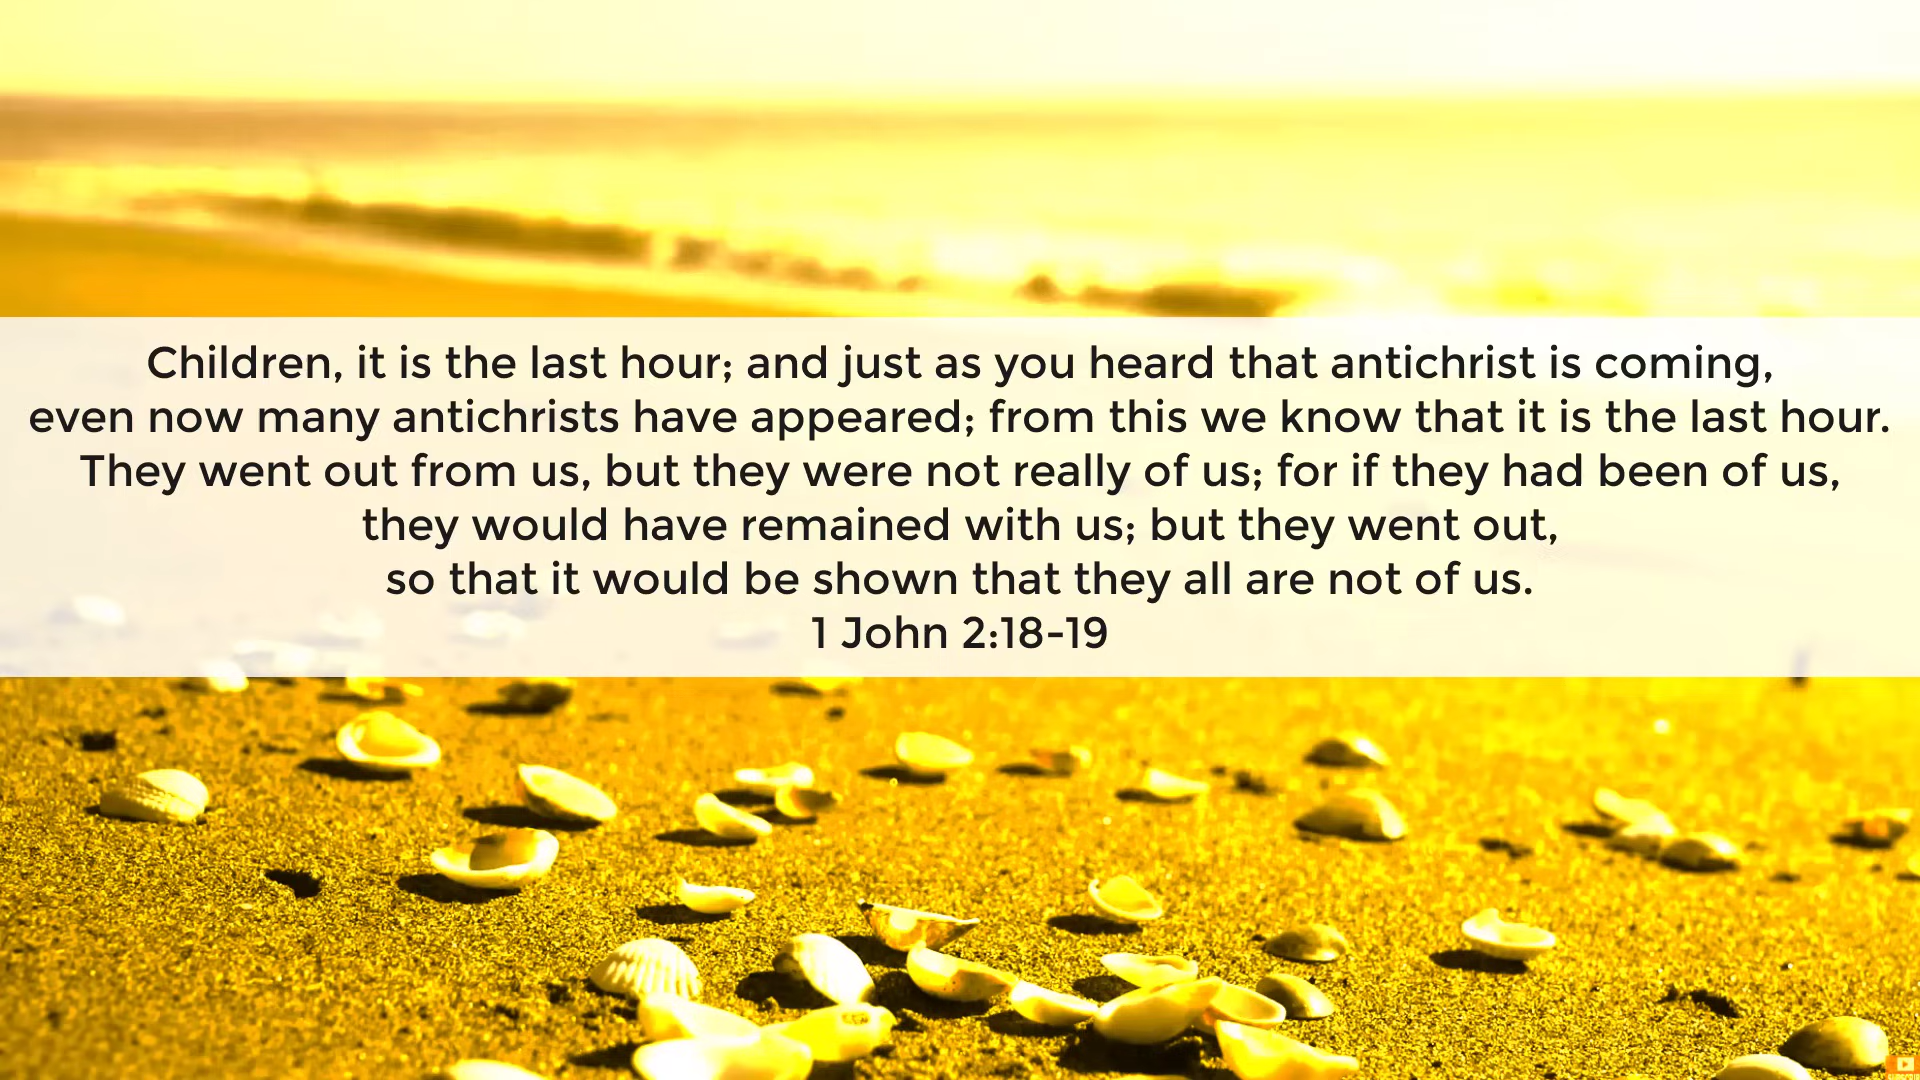 Children, it is the last hour; and just as you heard that antichrist is coming,
even now many antichrists have appeared; from this we know that it is the last hour.
They went out from us, but they were not really of us; for if they had been of us,
they would have remained with us; but they went out,
so that it would be shown that they all are not of us.
1 John 2:18-19